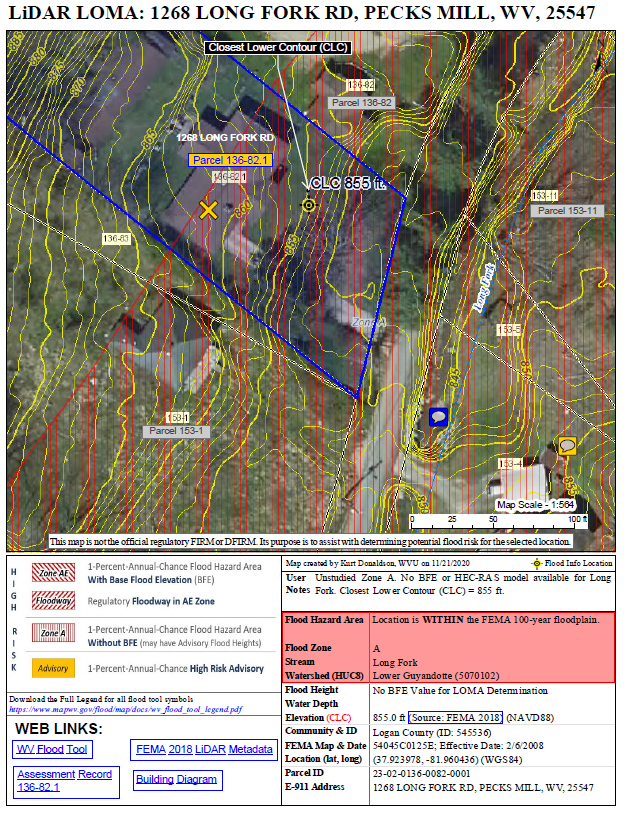 LiDAR LOMA: 1268 LONG FORK RD, PECKS MILL, WV, 25547
Closest Lower Contour (CLC)
865
136-82
Parcel 136-82
1268 LONG FORK RD
Parcel 136-82.1
136-82.1
CLC 855 ft.
153-11
Parcel 153-11
860
136-83
855
Long Fork
Zone A
153-5
845
153-1
Parcel 153-1
153-4
Map Scale - 1:564
0 25 50 100 ft
This map is not the official regulatory FIRM or DFIRM. Its purpose is to assist with determining potential flood risk for the selected location.
HIGH RISK
Zone AE
1-Percent-Annual-Chance Flood Hazard Area
With Base Flood Elevation (BFE)
Floodway
Regulatory Floodway in AE Zone
Zone A
1-Percent-Annual-Chance Flood Hazard Area
Without BFE (may have Advisory Flood Heights)
Advisory
1-Percent-Annual-Chance High Risk Advisory
Download the Full Legend for all flood tool symbols
https://www.mapwv.gov/flood/map/docs/wv_flood_tool_legend.pdf
WEB LINKS:
WV Flood Tool
FEMA 2018 LiDAR Metadata
Assessment Record
136-82.1
Building Diagram
Map created by Kurt Donaldson, WVU on 11/21/2020
- Flood Info Location
User Notes Unstudied Zone A. No BFE or HEC-RAS model available for Long
Fork. Closest Lower Contour (CLC) = 855 ft.
Flood Hazard Area Location is WITHIN the FEMA 100-year floodplain.
Flood Zone A
Stream Long Fork
Watershed (HUC8) Lower Guyandotte (5070102)
Flood Height No BFE Value for LOMA Determination
Water Depth
Elevation (CLC) 855.0 ft (Source: FEMA 2018) (NAVD88)
Community & ID Logan County (ID: 545536)
FEMA Map & Date 54045C0125E; Effective Date: 2/6/2008
Location (lat, long) (37.923978, -81.960436) (WGS84)
Parcel ID 23-02-0136-0082-0001
E-911 Address 1268 LONG FORK RD, PECKS MILL, WV, 25547